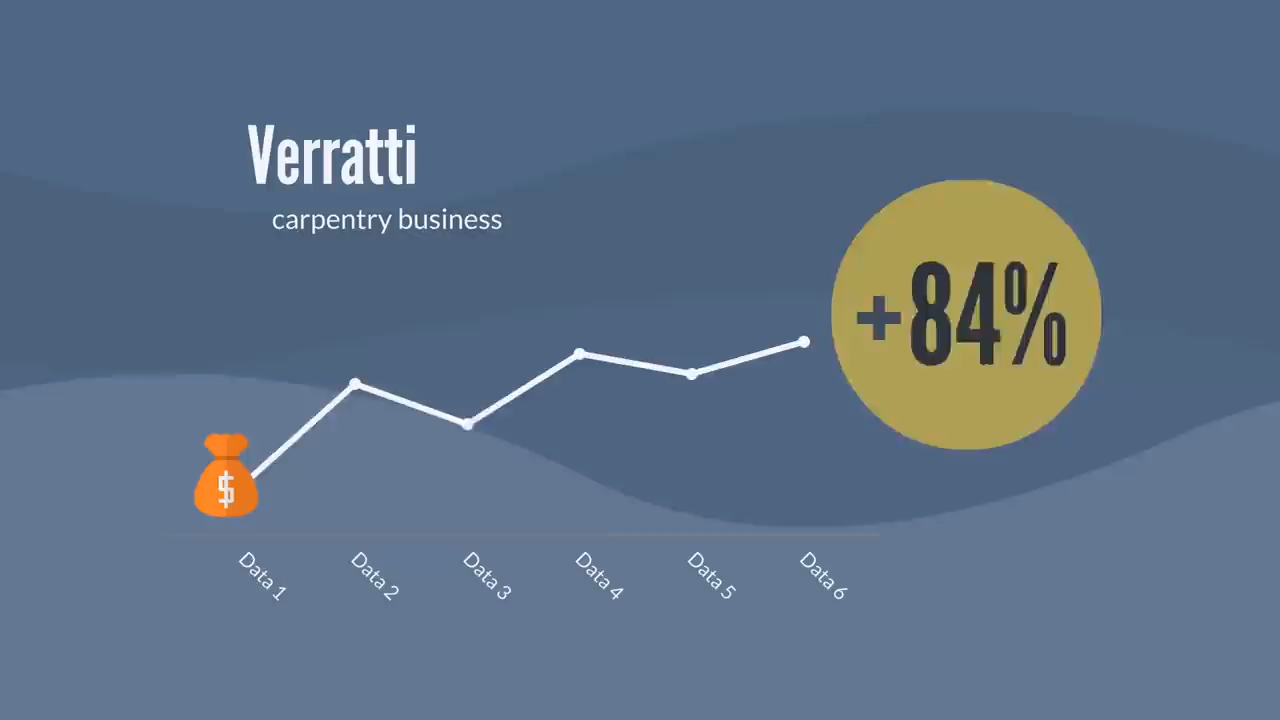 Verratti
carpentry business
+84%
$
Data 1
Data 2
Data 3
Data 4
Data 5
Data 6